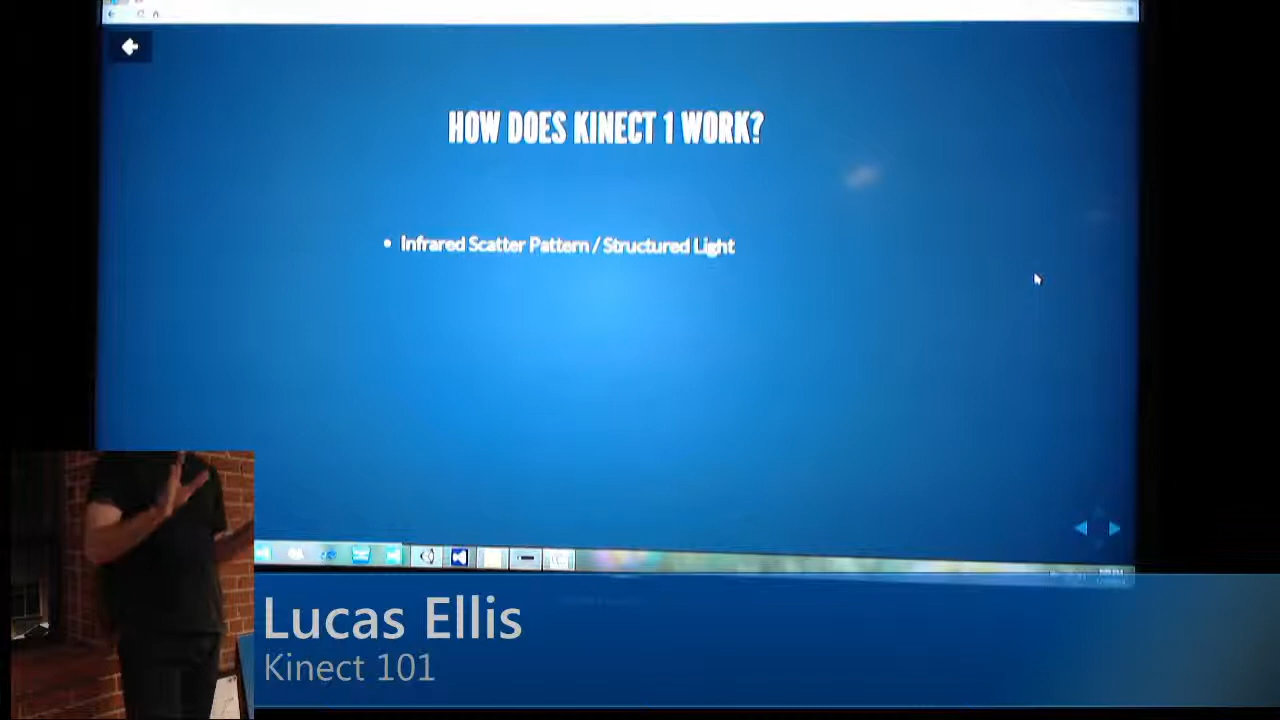 HOW DOES KINECT 1 WORK?
• Infrared Scatter Pattern / Structured Light
Lucas Ellis
Kinect 101